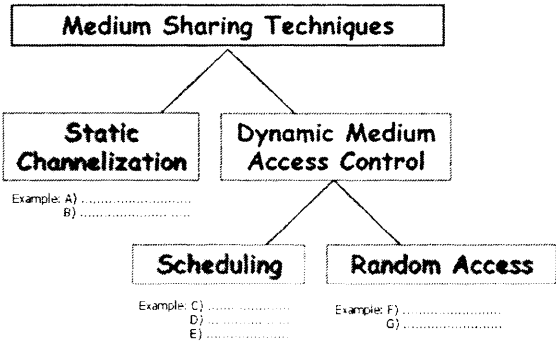 Medium Sharing Techniques
Static
Channelization
Dynamic Medium
Access Control
Example: A) ........................
B) ........................
Scheduling
Random Access
Example: C) ..................
D) ..................
E) ..................
Example: F) ......................
G) ......................